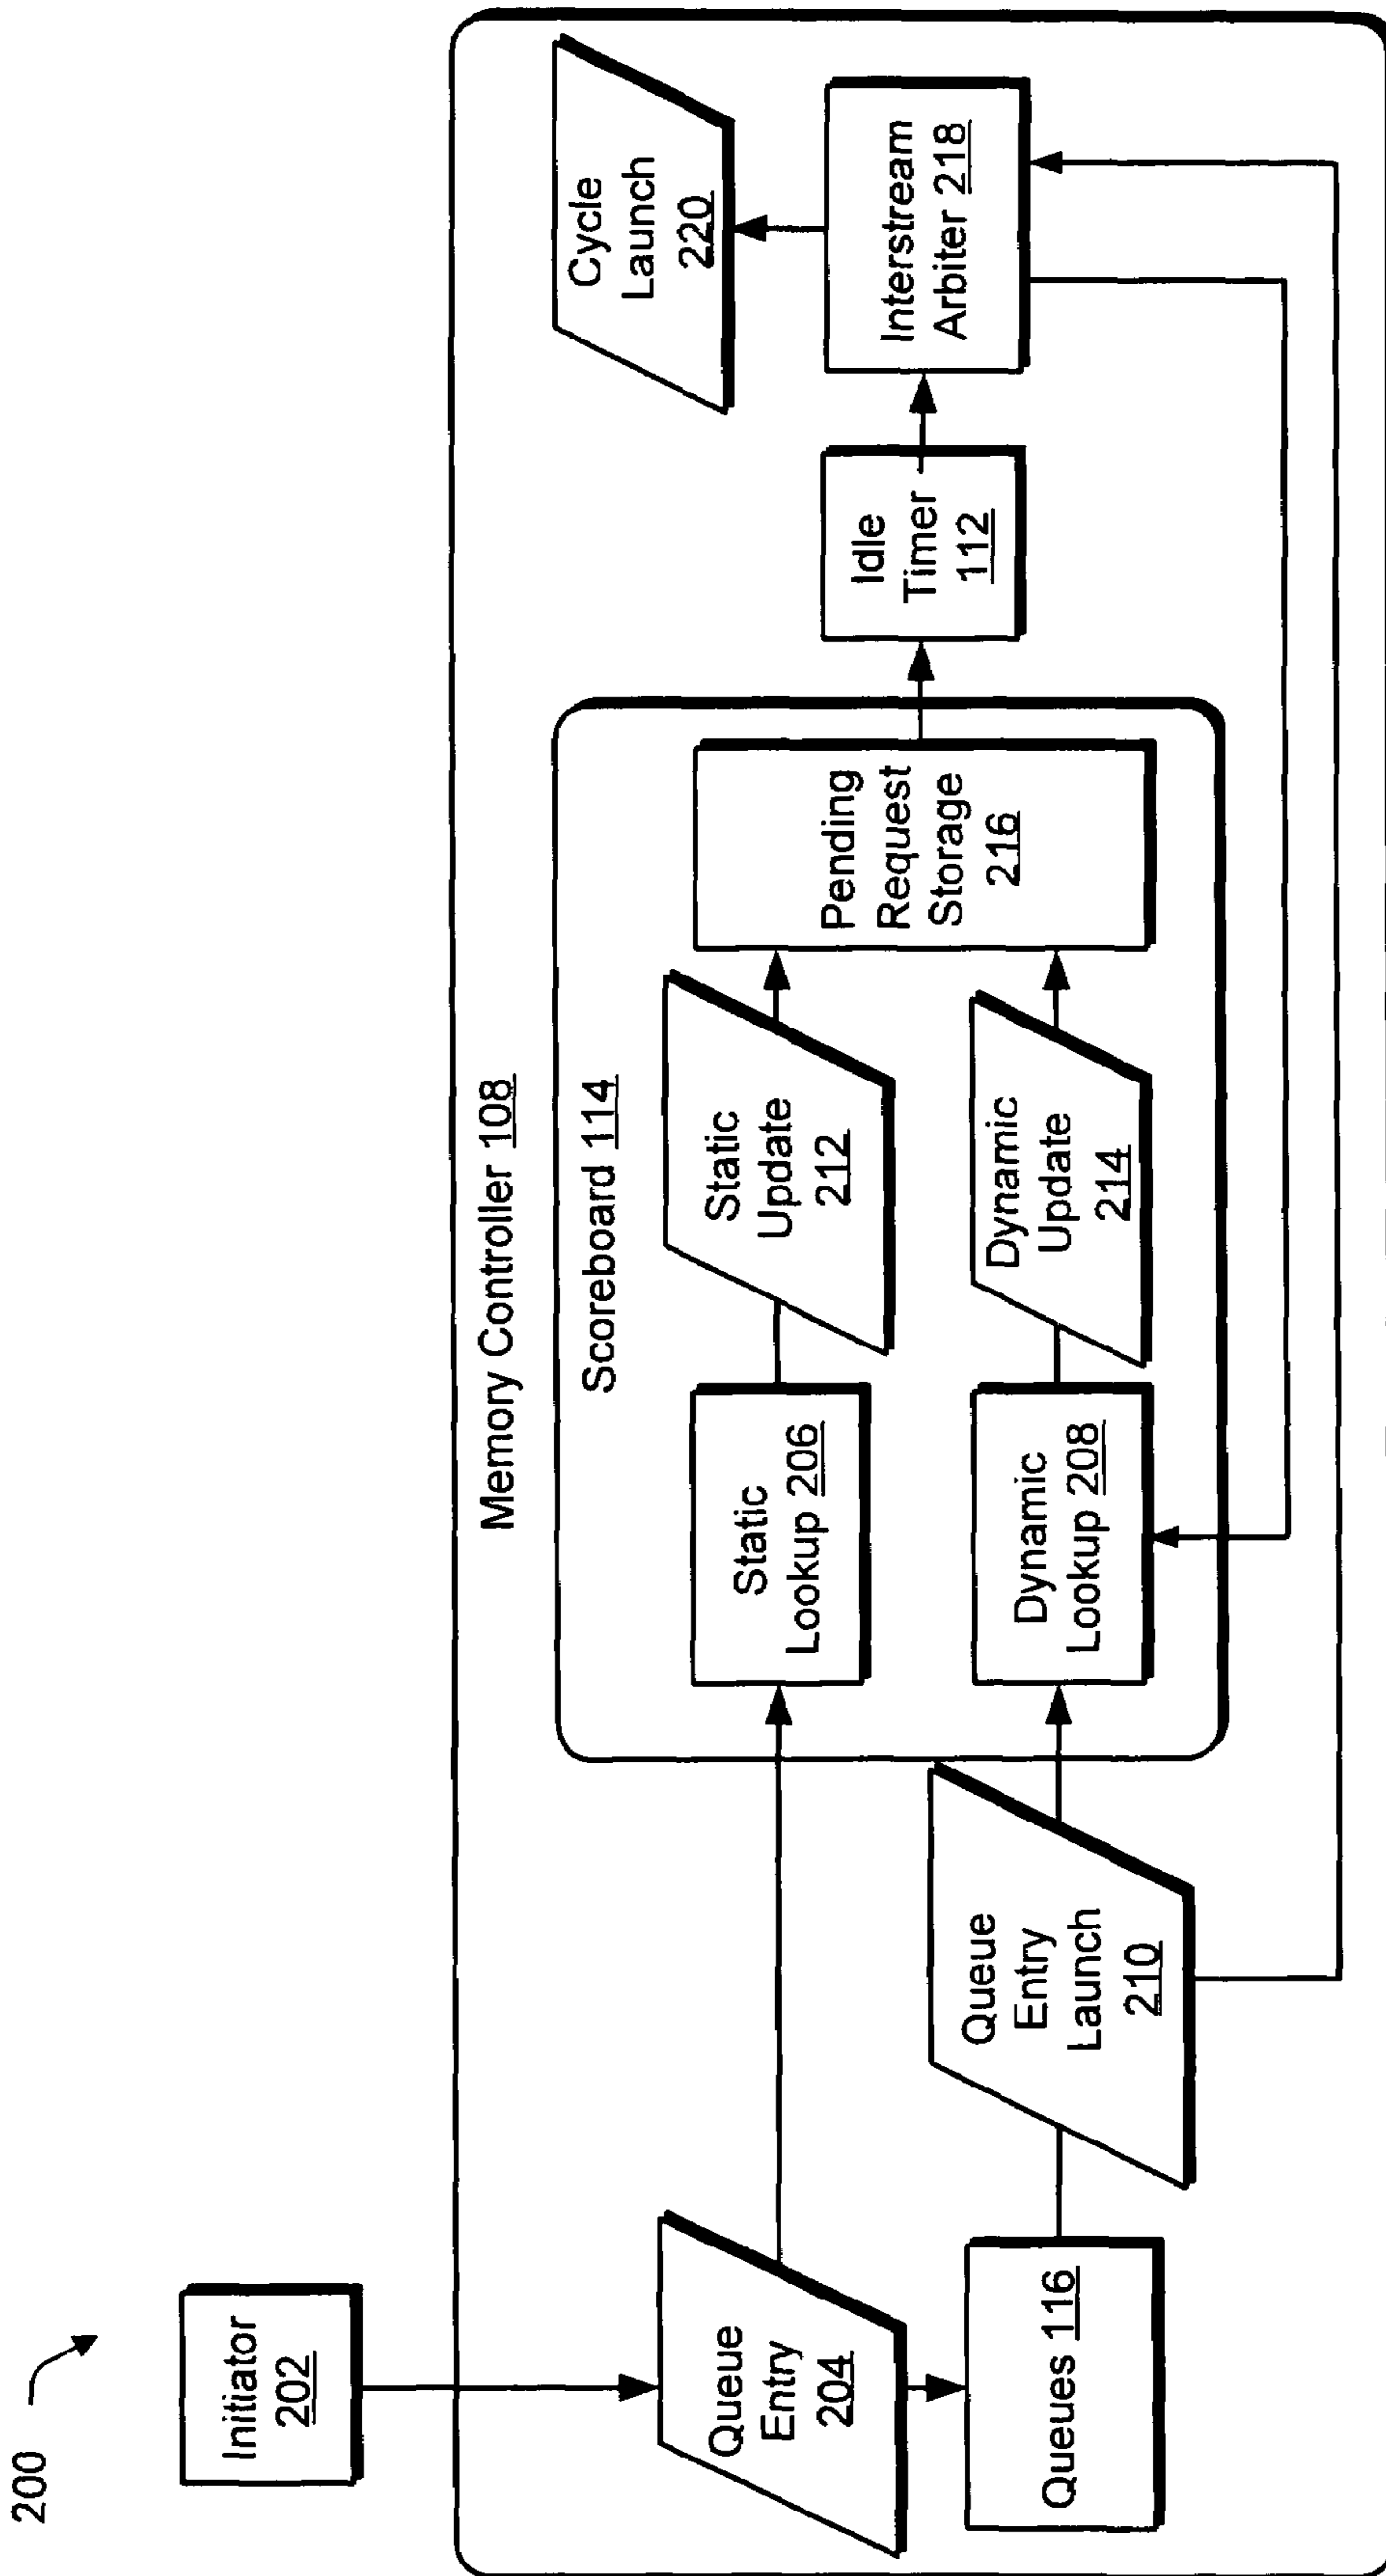 200
Initiator
202
Memory Controller 108
Scoreboard 114
Queue
Entry
204
Queues 116
Queue
Entry
Launch
210
Static
Lookup 206
Dynamic
Lookup 208
Static
Update
212
Dynamic
Update
214
Pending
Request
Storage
216
Idle
Timer
112
Interstream
Arbiter 218
Cycle
Launch
220